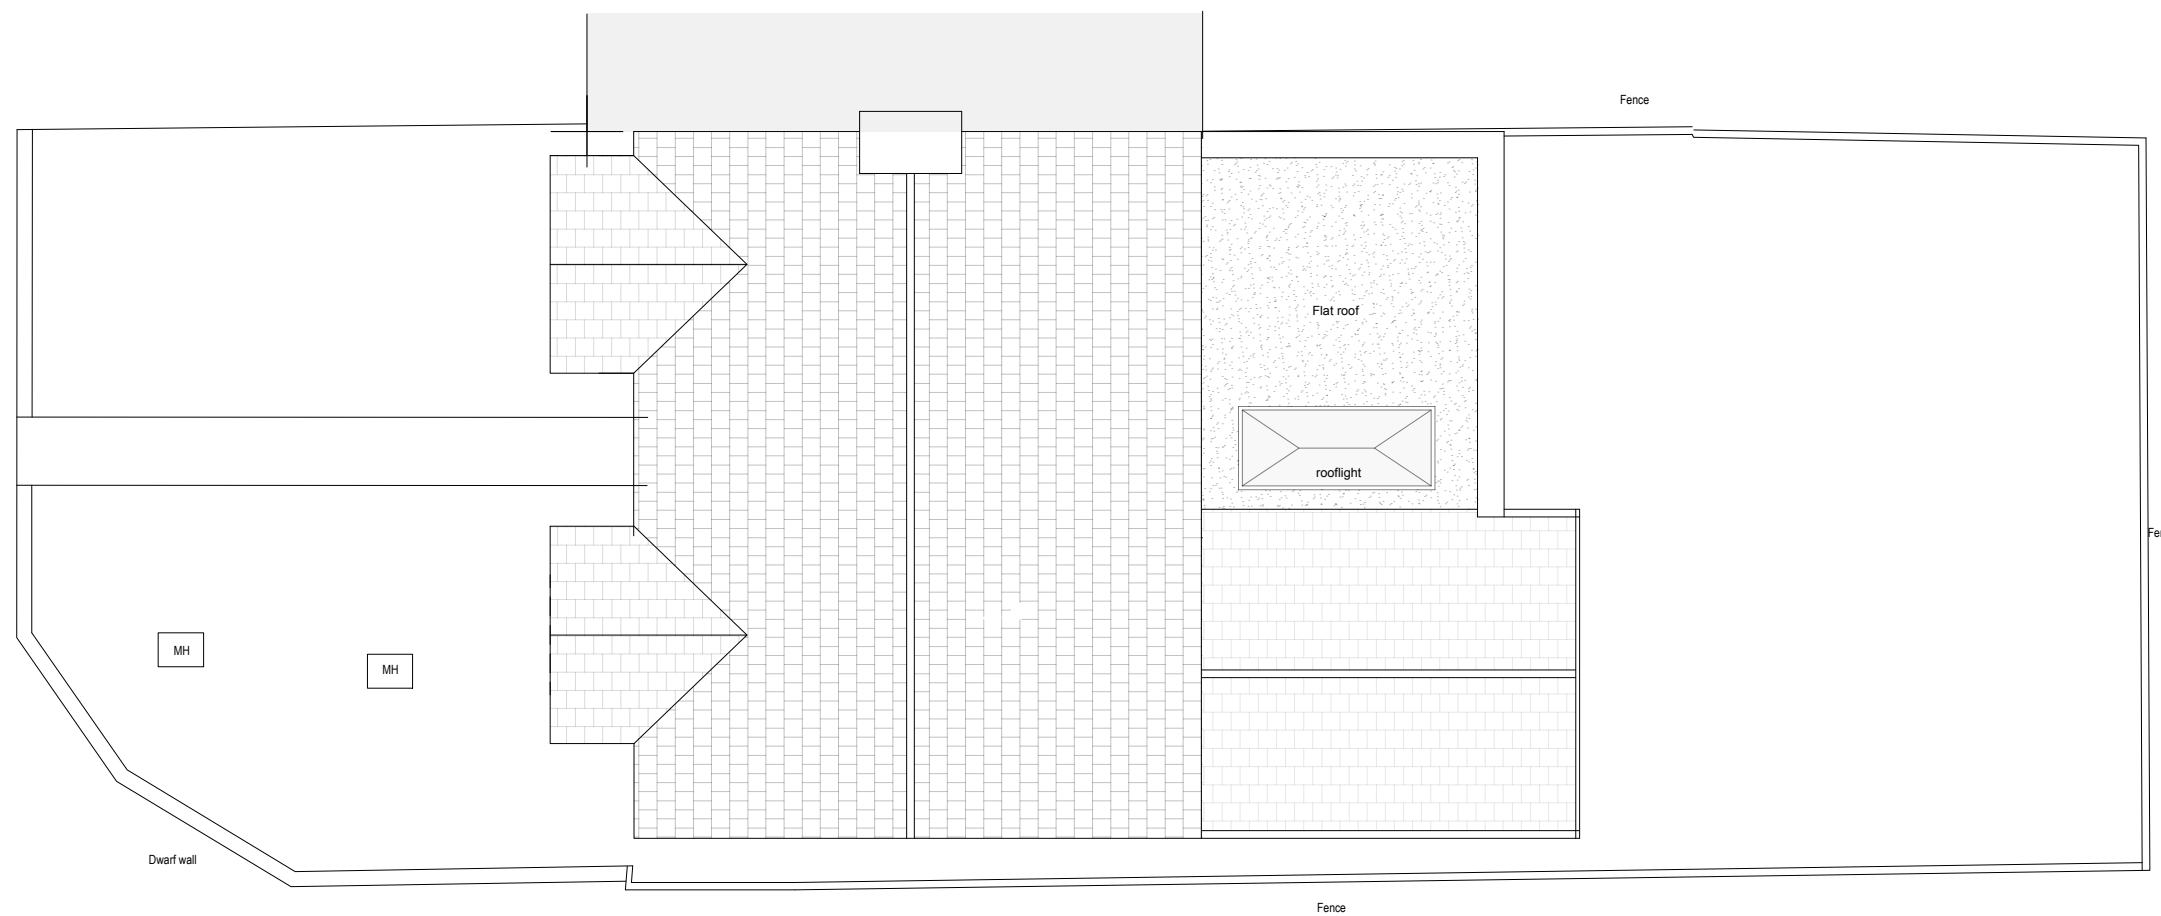 Fence
Flat roof
rooflight
MH
MH
Dwarf wall
Fence